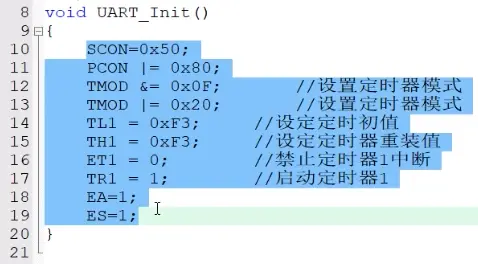 8 void UART_Init()
9 {
10 SCON=0x50;
11 PCON |= 0x80;
12 TMOD &= 0x0F; //设置定时器模式
13 TMOD |= 0x20; //设置定时器模式
14 TL1 = 0xF3; //设定定时初值
15 TH1 = 0xF3; //设定定时器重装值
16 ET1 = 0; //禁止定时器1中断
17 TR1 = 1; //启动定时器1
18 EA=1;
19 ES=1;
20 }
21